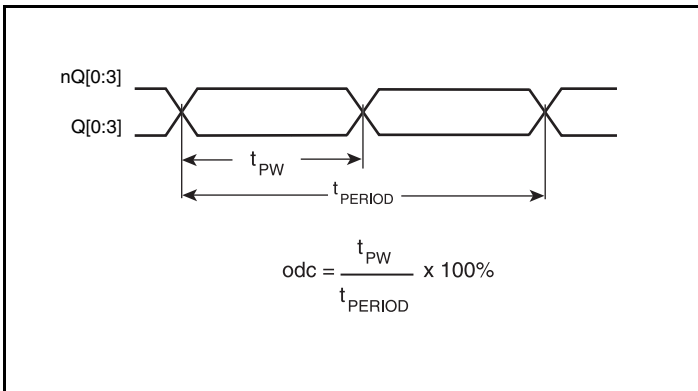 nQ[0:3]
Q[0:3]
tPW
tPERIOD
odc = tPW / tPERIOD x 100%